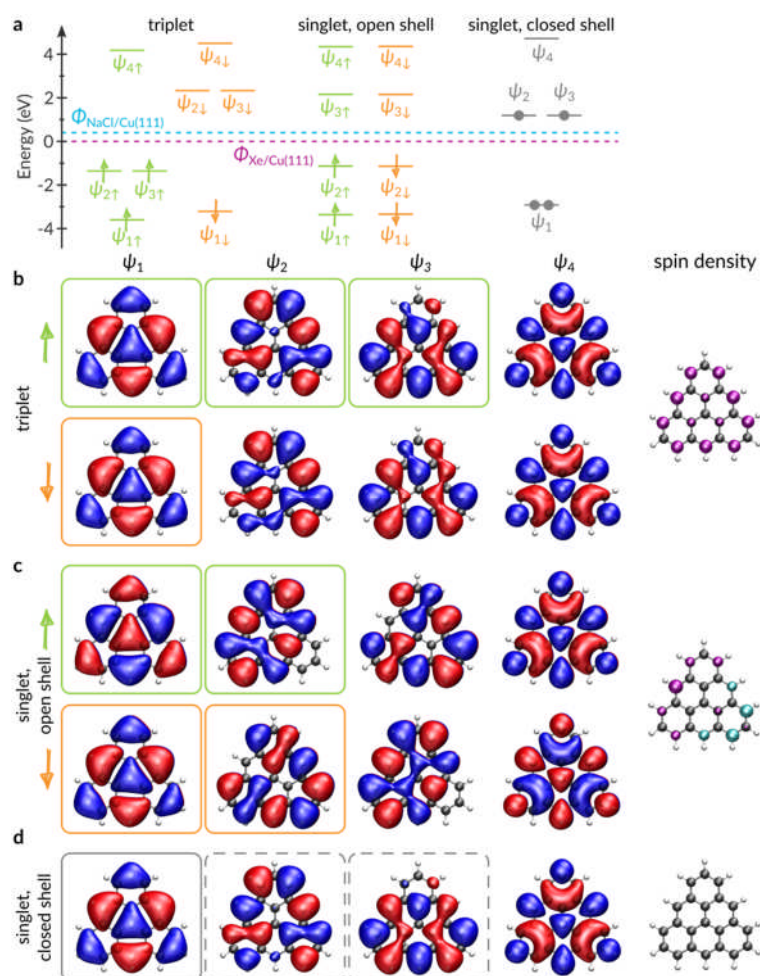 a
triplet
singlet, open shell
singlet, closed shell
Energy (eV)
4
2
0
-2
-4
ψ4↑
ψ4↓
ψ2↓ ψ3↓
ΦNaCl/Cu(111)
ΦXe/Cu(111)
ψ2↑ ψ3↑
ψ1↑
ψ1↓
ψ4↑ ψ4↓
ψ3↑ ψ3↓
ψ2↑ ψ2↓
ψ1↑ ψ1↓
ψ4
ψ2 ψ3
ψ1
ψ1 ψ2 ψ3 ψ4 spin density
b
triplet
c
singlet,
open shell
d
singlet,
closed shell